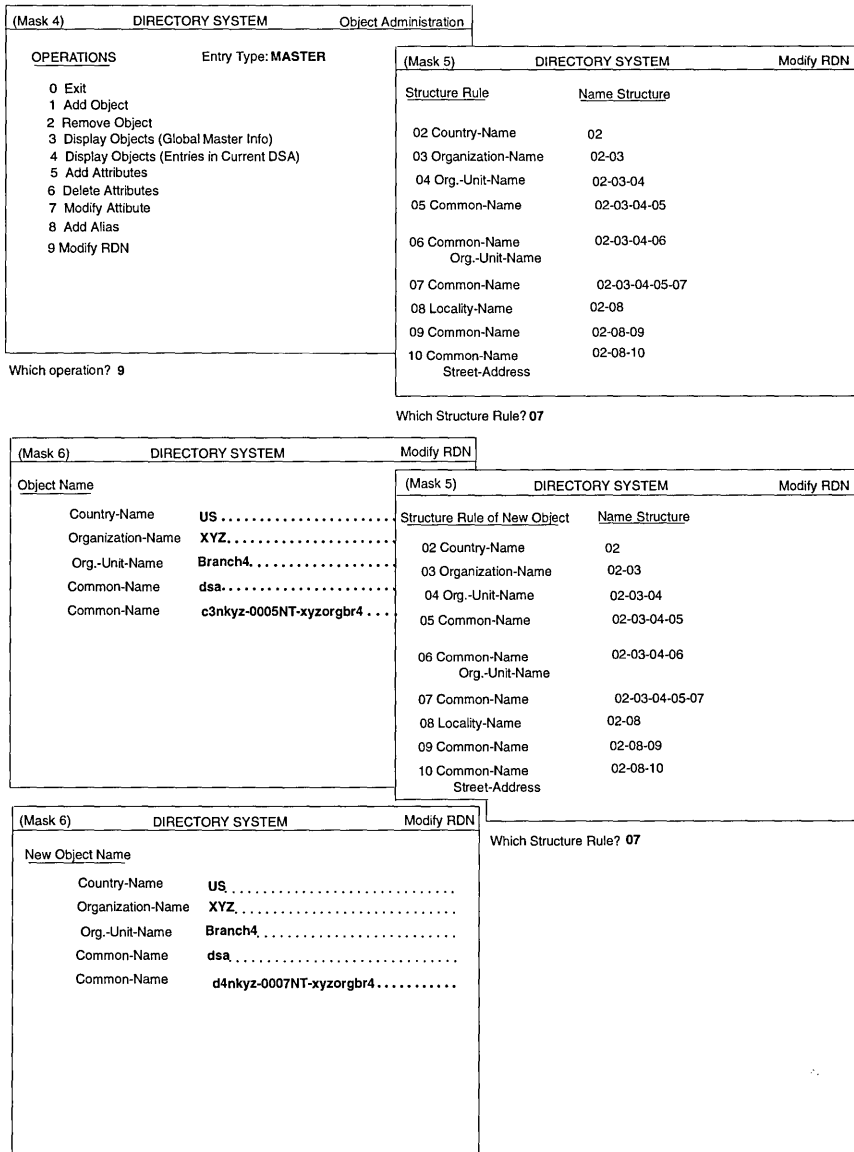 (Mask 4) DIRECTORY SYSTEM Object Administration
OPERATIONS Entry Type: MASTER
0 Exit
1 Add Object
2 Remove Object
3 Display Objects (Global Master Info)
4 Display Objects (Entries in Current DSA)
5 Add Attributes
6 Delete Attributes
7 Modify Attibute
8 Add Alias
9 Modify RDN
Which operation? 9
(Mask 5) DIRECTORY SYSTEM Modify RDN
Structure Rule Name Structure
02 Country-Name 02
03 Organization-Name 02-03
04 Org.-Unit-Name 02-03-04
05 Common-Name 02-03-04-05
06 Common-Name 02-03-04-06
Org.-Unit-Name
07 Common-Name 02-03-04-05-07
08 Locality-Name 02-08
09 Common-Name 02-08-09
10 Common-Name 02-08-10
Street-Address
Which Structure Rule? 07
(Mask 6) DIRECTORY SYSTEM Modify RDN
Object Name
Country-Name US ......................
Organization-Name XYZ......................
Org.-Unit-Name Branch4...................
Common-Name dsa.......................
Common-Name c3nkyz-0005NT-xyzorgbr4 ....
(Mask 5) DIRECTORY SYSTEM Modify RDN
Structure Rule of New Object Name Structure
02 Country-Name 02
03 Organization-Name 02-03
04 Org.-Unit-Name 02-03-04
05 Common-Name 02-03-04-05
06 Common-Name 02-03-04-06
Org.-Unit-Name
07 Common-Name 02-03-04-05-07
08 Locality-Name 02-08
09 Common-Name 02-08-09
10 Common-Name 02-08-10
Street-Address
Which Structure Rule? 07
(Mask 6) DIRECTORY SYSTEM Modify RDN
New Object Name
Country-Name US.............................
Organization-Name XYZ............................
Org.-Unit-Name Branch4..........................
Common-Name dsa.............................
Common-Name d4nkyz-0007NT-xyzorgbr4...........